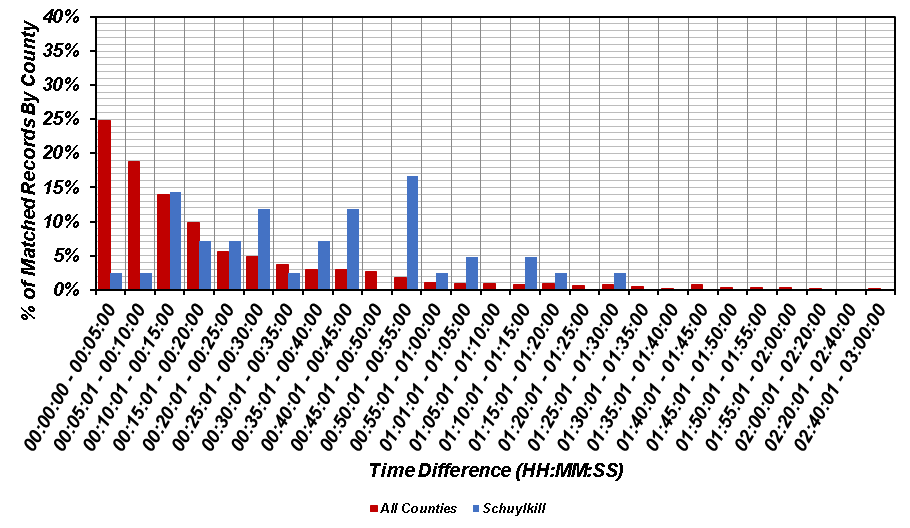 % of Matched Records By County
40%
35%
30%
25%
20%
15%
10%
5%
0%
00:00:00 - 00:05:00
00:05:01 - 00:10:00
00:10:01 - 00:15:00
00:15:01 - 00:20:00
00:20:01 - 00:25:00
00:25:01 - 00:30:00
00:30:01 - 00:35:00
00:35:01 - 00:40:00
00:40:01 - 00:45:00
00:45:01 - 00:50:00
00:50:01 - 00:55:00
00:55:01 - 01:00:00
01:01:01 - 01:05:00
01:05:01 - 01:10:00
01:10:01 - 01:15:00
01:15:01 - 01:20:00
01:20:01 - 01:25:00
01:25:01 - 01:30:00
01:30:01 - 01:35:00
01:35:01 - 01:40:00
01:40:01 - 01:45:00
01:45:01 - 01:50:00
01:50:01 - 01:55:00
01:55:01 - 02:00:00
02:00:01 - 02:20:00
02:20:01 - 02:40:00
02:40:01 - 03:00:00
Time Difference (HH:MM:SS)
All Counties
Schuylkill